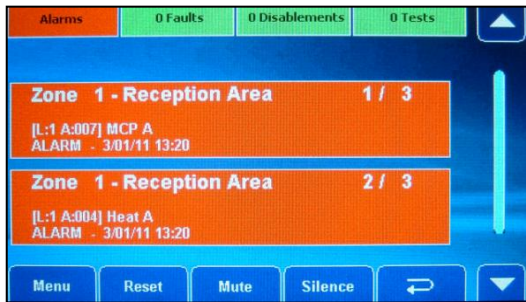 Alarms 0 Faults 0 Disablements 0 Tests
Zone 1 - Reception Area 1 / 3
[L:1 A:007] MCP A
ALARM - 3/01/11 13:20
Zone 1 - Reception Area 2 / 3
[L:1 A:004] Heat A
ALARM - 3/01/11 13:20
Menu Reset Mute Silence